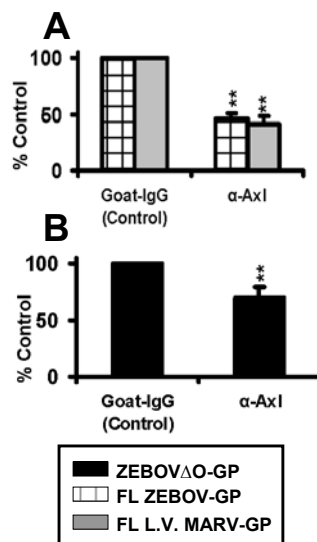 A
% Control
100
50
0
** **
Goat-IgG α-Axl
(Control)
B
% Control
100
50
0
**
Goat-IgG α-Axl
(Control)
ZEBOVΔO-GP
FL ZEBOV-GP
FL L.V. MARV-GP